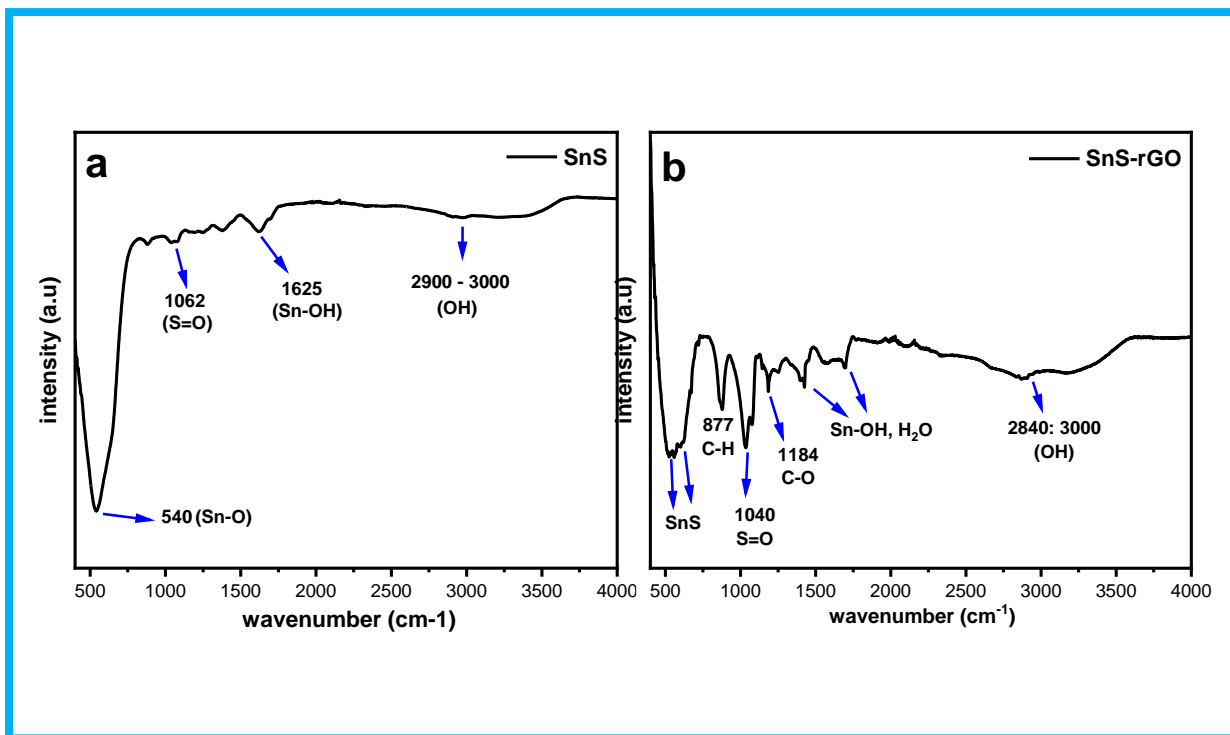 a
SnS
intensity (a.u)
1062
(S=O)
1625
(Sn-OH)
2900 - 3000
(OH)
540 (Sn-O)
500 1000 1500 2000 2500 3000 3500 4000
wavenumber (cm-1)
b
SnS-rGO
intensity (a.u)
877
C-H
1184
C-O
Sn-OH, H₂O
2840: 3000
(OH)
SnS
1040
S=O
500 1000 1500 2000 2500 3000 3500 4000
wavenumber (cm⁻¹)